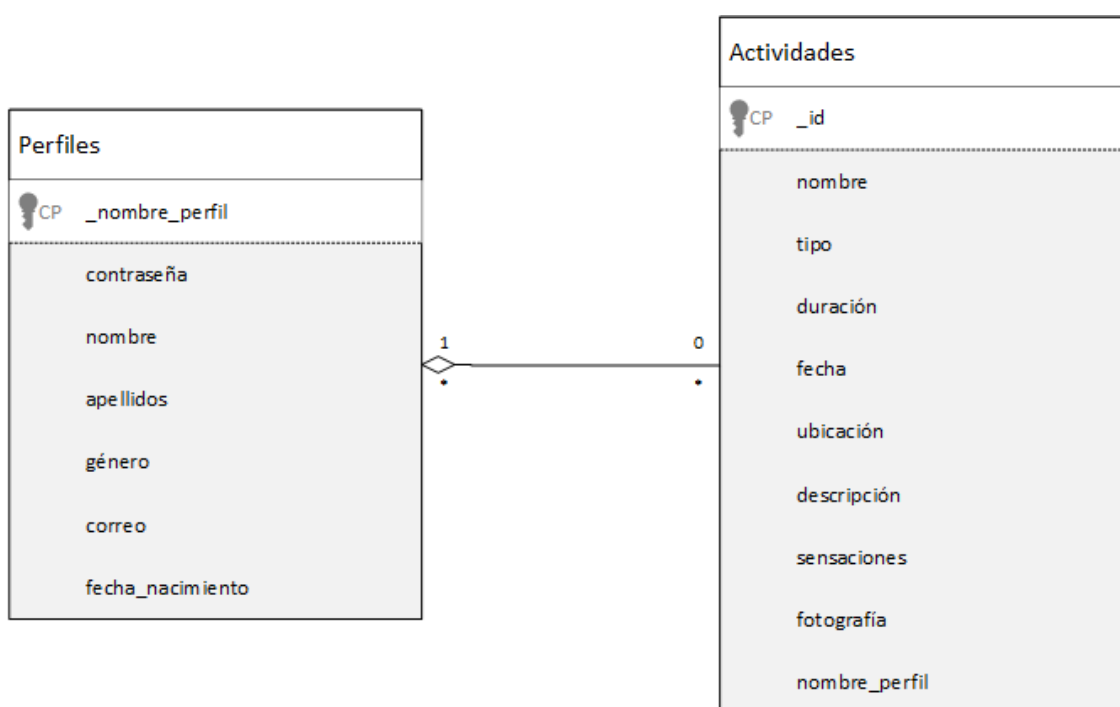 Perfiles
CP _nombre_perfil
contraseña
nombre
apellidos
género
correo
fecha_nacimiento
1
*
0
*
Actividades
CP _id
nombre
tipo
duración
fecha
ubicación
descripción
sensaciones
fotografía
nombre_perfil